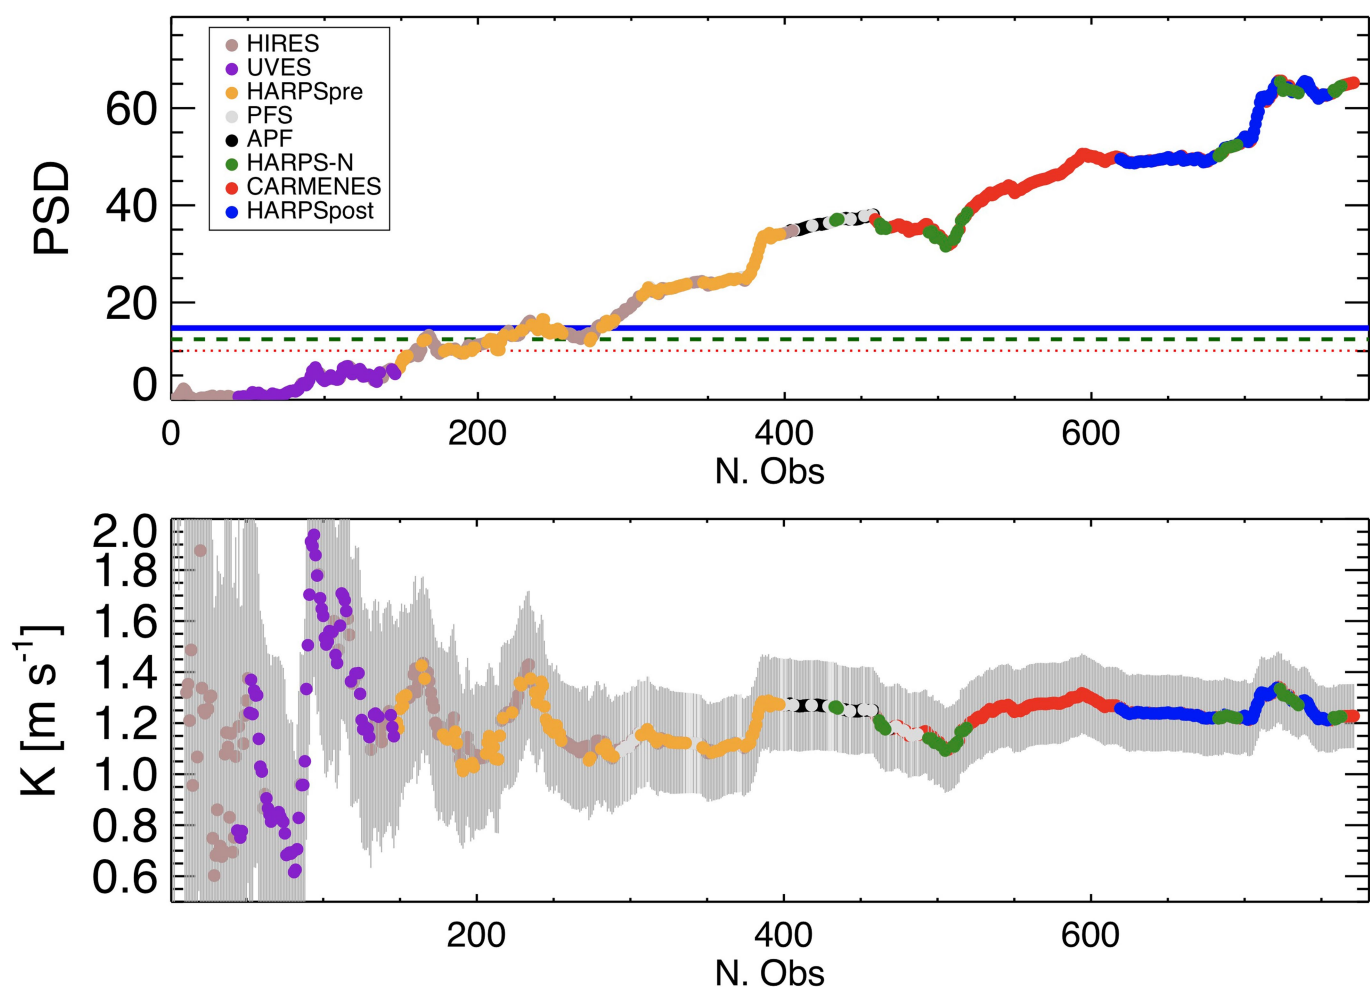 PSD
60
40
20
0
HIRES
UVES
HARPSpre
PFS
APF
HARPS-N
CARMENES
HARPSpost
0 200 400 600
N. Obs
K [m s-1]
2.0
1.8
1.6
1.4
1.2
1.0
0.8
0.6
200 400 600
N. Obs